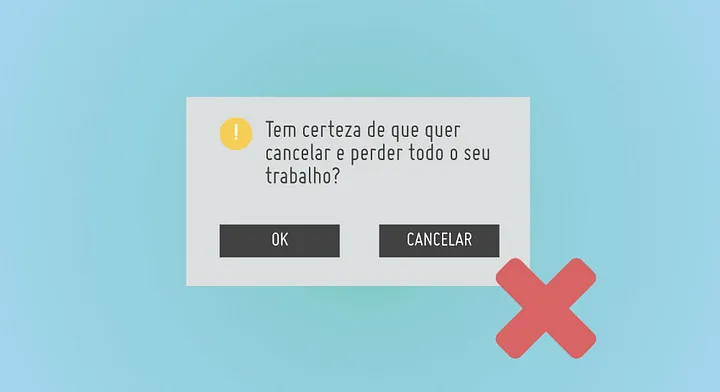 !
Tem certeza de que quer
cancelar e perder todo o seu
trabalho?
OK
CANCELAR